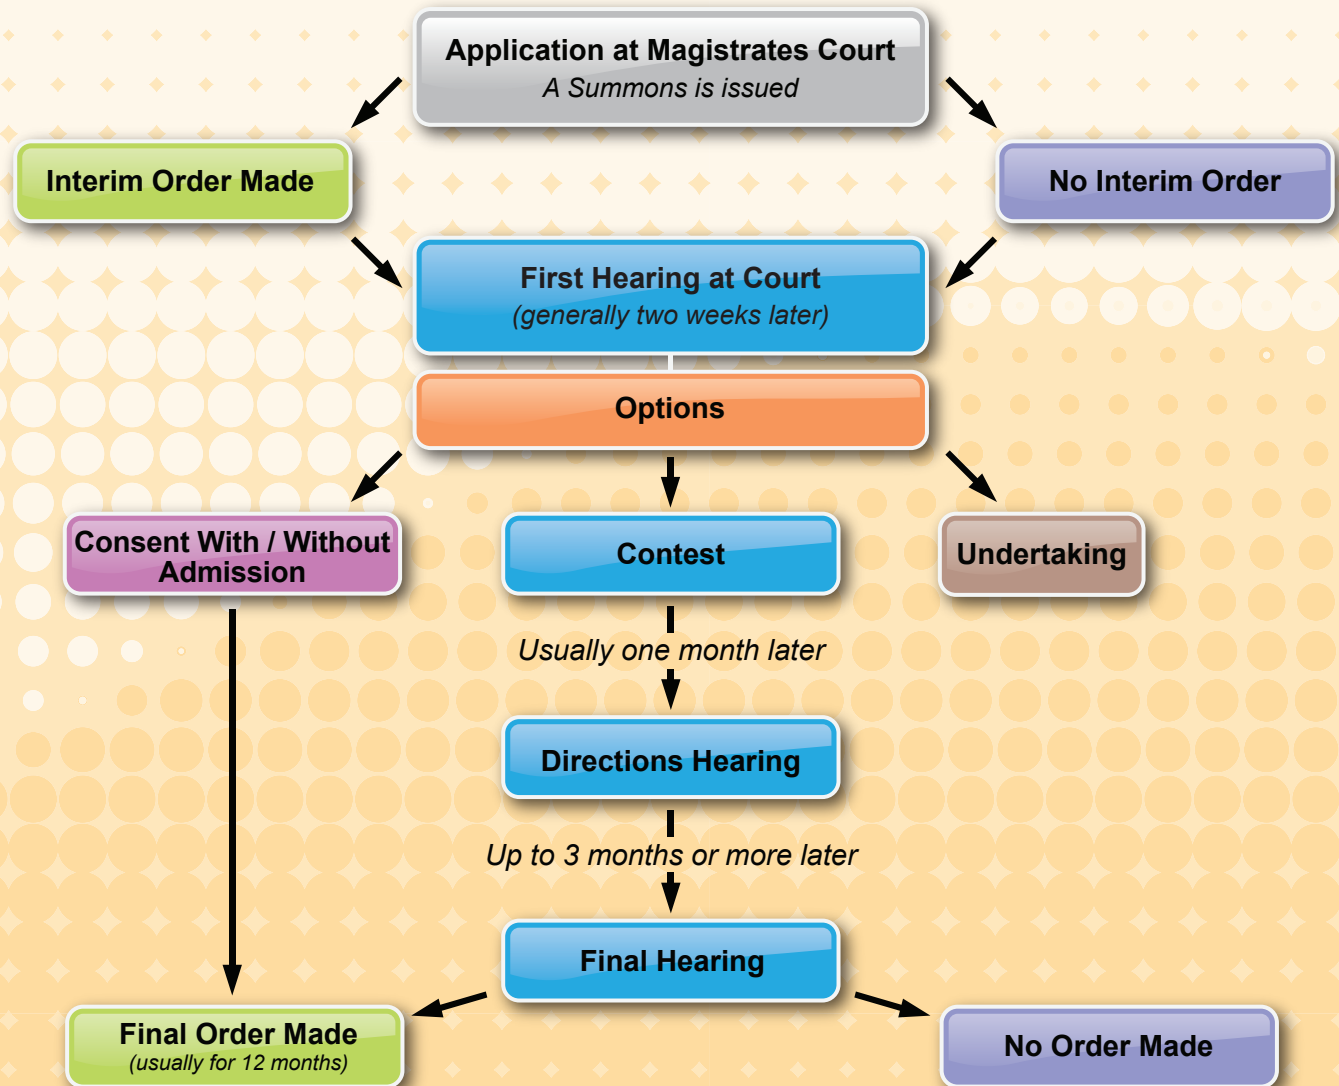 Application at Magistrates Court
A Summons is issued
Interim Order Made
No Interim Order
First Hearing at Court
(generally two weeks later)
Options
Consent With / Without
Admission
Contest
Undertaking
Usually one month later
Directions Hearing
Up to 3 months or more later
Final Hearing
Final Order Made
(usually for 12 months)
No Order Made